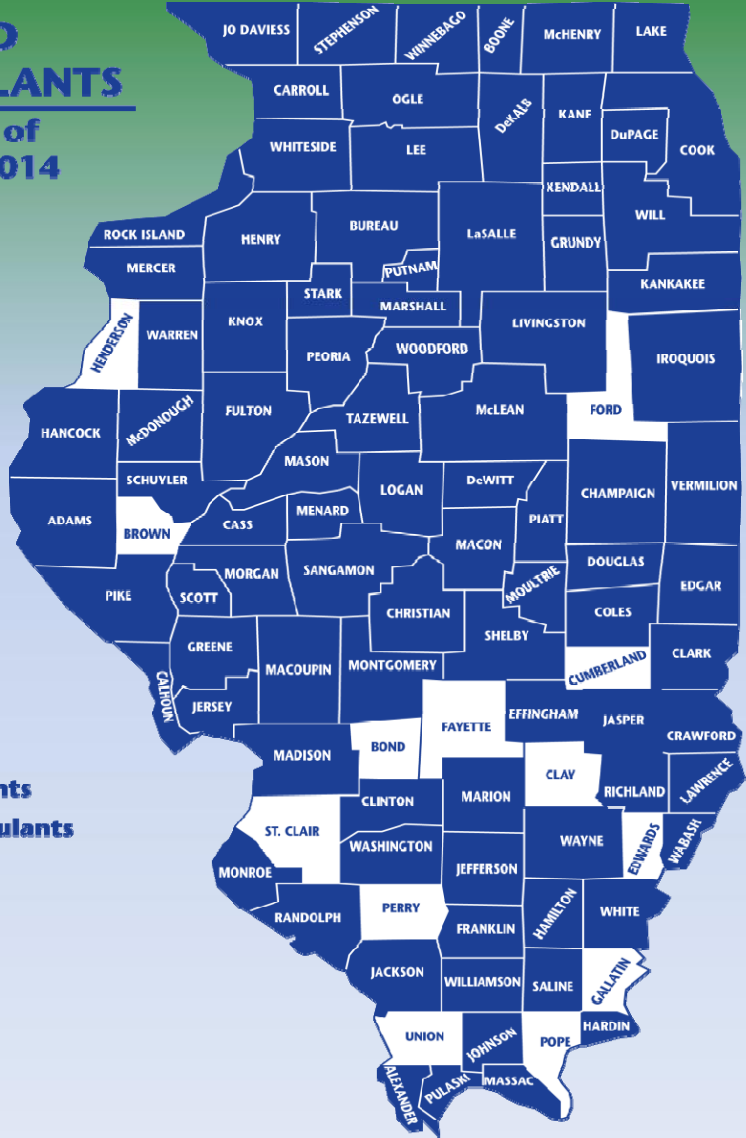 LANTS
of
014
JO DAVIESS
STEPHENSON
WINNEBAGO
BOONE
McHENRY
LAKE
CARROLL
OGLE
DeKALB
KANE
DuPAGE
COOK
WHITESIDE
LEE
KENDALL
WILL
ROCK ISLAND
HENRY
BUREAU
LaSALLE
GRUNDY
MERCER
PUTNAM
KANKAKEE
STARK
MARSHALL
HENDERSON
WARREN
KNOX
LIVINGSTON
PEORIA
WOODFORD
IROQUOIS
HANCOCK
McDONOUGH
FULTON
TAZEWELL
McLEAN
FORD
MASON
SCHUYLER
LOGAN
DeWITT
CHAMPAIGN
VERMILION
ADAMS
BROWN
CASS
MENARD
PIATT
MACON
PIKE
SCOTT
MORGAN
SANGAMON
MOULTRIE
DOUGLAS
EDGAR
CHRISTIAN
COLES
SHELBY
GREENE
MACOUPIN
MONTGOMERY
CUMBERLAND
CLARK
CALHOUN
JERSEY
FAYETTE
EFFINGHAM
JASPER
CRAWFORD
MADISON
BOND
CLAY
nts
ulants
CLINTON
MARION
RICHLAND
LAWRENCE
ST. CLAIR
WASHINGTON
WAYNE
EDWARDS
WABASH
MONROE
JEFFERSON
RANDOLPH
PERRY
FRANKLIN
HAMILTON
WHITE
JACKSON
WILLIAMSON
SALINE
GALLATIN
UNION
JOHNSON
POPE
HARDIN
ALEXANDER
PULASKI
MASSAC